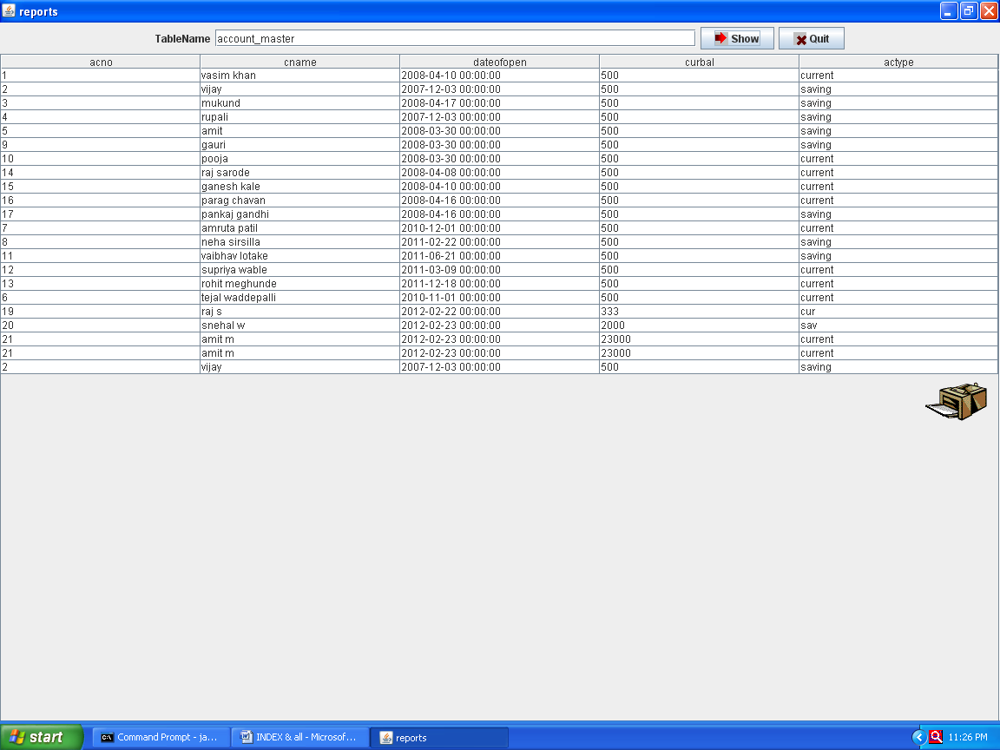 reports
TableName account_master Show Quit
acno cname dateofopen curbal actype
1 vasim khan 2008-04-10 00:00:00 500 current
2 vijay 2007-12-03 00:00:00 500 saving
3 mukund 2008-04-17 00:00:00 500 saving
4 rupali 2007-12-03 00:00:00 500 saving
5 amit 2008-03-30 00:00:00 500 saving
9 gauri 2008-03-30 00:00:00 500 saving
10 pooja 2008-03-30 00:00:00 500 current
14 raj sarode 2008-04-08 00:00:00 500 current
15 ganesh kale 2008-04-10 00:00:00 500 current
16 parag chavan 2008-04-16 00:00:00 500 current
17 pankaj gandhi 2008-04-16 00:00:00 500 saving
7 amruta patil 2010-12-01 00:00:00 500 current
8 neha sirsilla 2011-02-22 00:00:00 500 saving
11 vaibhav lotake 2011-06-21 00:00:00 500 saving
12 supriya wable 2011-03-09 00:00:00 500 current
13 rohit meghunde 2011-12-18 00:00:00 500 current
6 tejal waddepalli 2010-11-01 00:00:00 500 current
19 raj s 2012-02-22 00:00:00 333 cur
20 snehal w 2012-02-23 00:00:00 2000 sav
21 amit m 2012-02-23 00:00:00 23000 current
21 amit m 2012-02-23 00:00:00 23000 current
2 vijay 2007-12-03 00:00:00 500 saving
start Command Prompt - ja... INDEX & all - Microsof... reports 11:26 PM